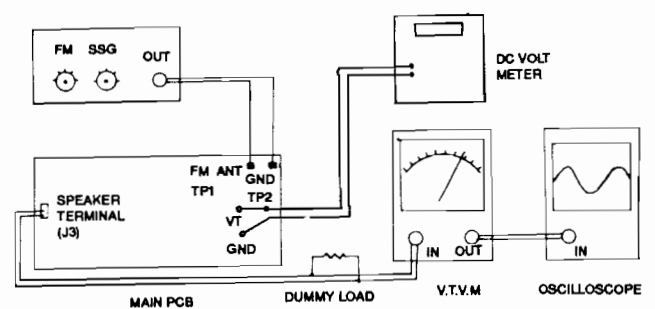 FM SSG
OUT
DC VOLT
METER
FM ANT
GND
TP1
TP2
VT
GND
SPEAKER
TERMINAL
(J3)
IN
OUT
IN
MAIN PCB
DUMMY LOAD
V.T.V.M
OSCILLOSCOPE